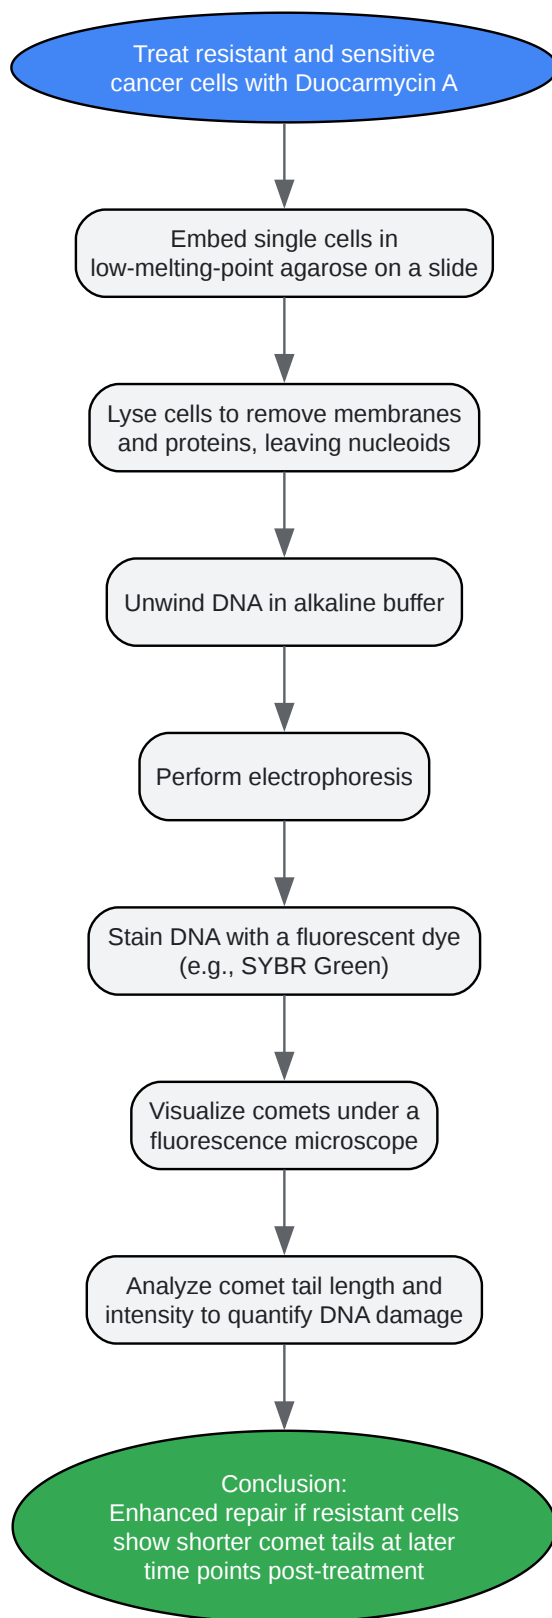 Treat resistant and sensitive
cancer cells with Duocarmycin A
Embed single cells in
low-melting-point agarose on a slide
Lyse cells to remove membranes
and proteins, leaving nucleoids
Unwind DNA in alkaline buffer
Perform electrophoresis
Stain DNA with a fluorescent dye
(e.g., SYBR Green)
Visualize comets under a
fluorescence microscope
Analyze comet tail length and
intensity to quantify DNA damage
Conclusion:
Enhanced repair if resistant cells
show shorter comet tails at later
time points post-treatment